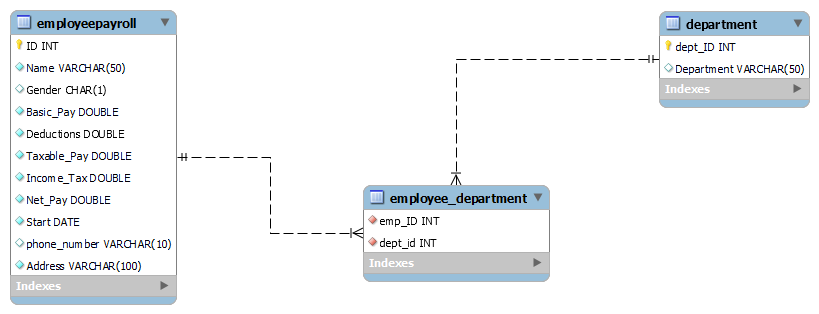 employeepayroll
ID INT
Name VARCHAR(50)
Gender CHAR(1)
Basic_Pay DOUBLE
Deductions DOUBLE
Taxable_Pay DOUBLE
Income_Tax DOUBLE
Net_Pay DOUBLE
Start DATE
phone_number VARCHAR(10)
Address VARCHAR(100)
Indexes
department
dept_ID INT
Department VARCHAR(50)
Indexes
employee_department
emp_ID INT
dept_id INT
Indexes